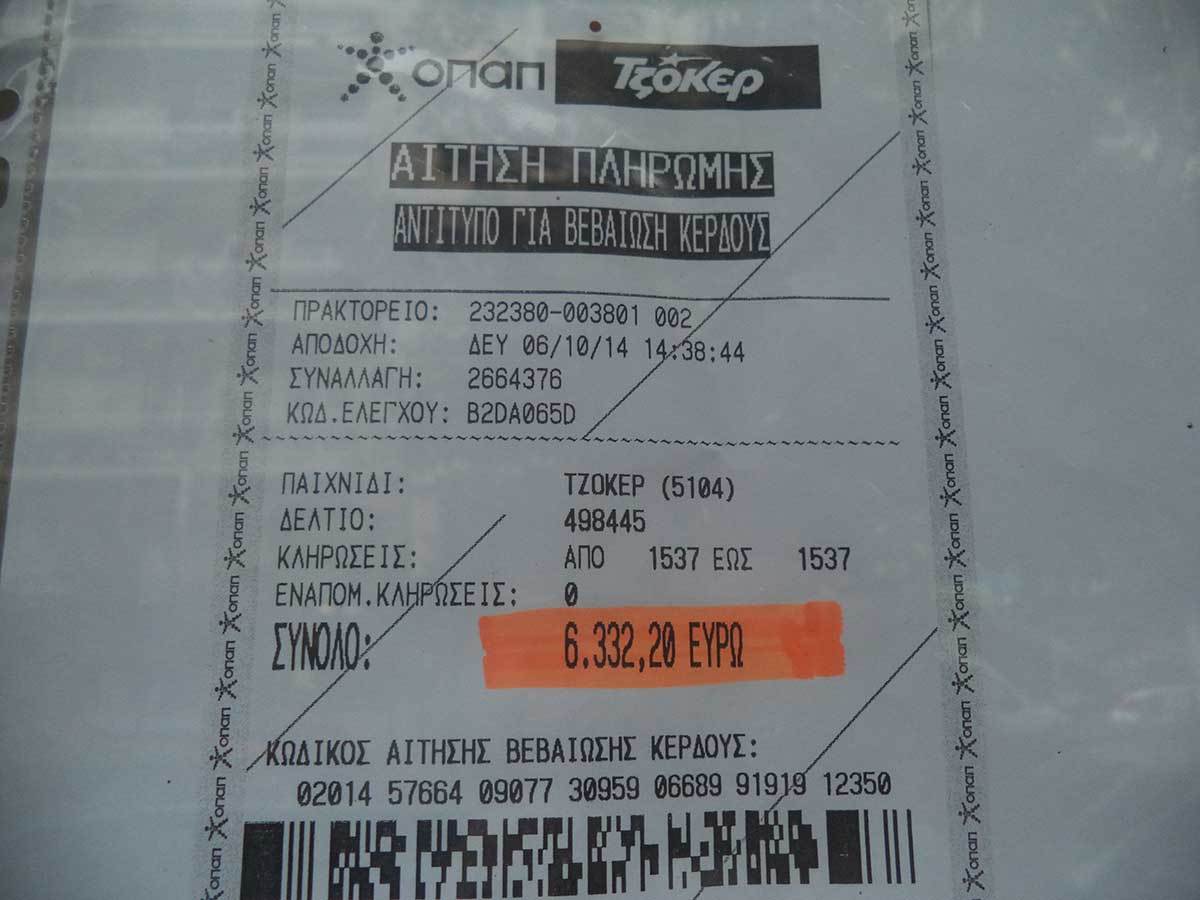 οπαπ ΤζόΚερ
ΑΙΤΗΣΗ ΠΛΗΡΩΜΗΣ
ΑΝΤΙΤΥΠΟ ΓΙΑ ΒΕΒΑΙΩΣΗ ΚΕΡΔΟΥΣ
ΠΡΑΚΤΟΡΕΙΟ: 232380-003801 002
ΑΠΟΔΟΧΗ: ΔΕΥ 06/10/14 14:38:44
ΣΥΝΑΛΛΑΓΗ: 2664376
ΚΩΔ.ΕΛΕΓΧΟΥ: B2DA065D
ΠΑΙΧΝΙΔΙ: ΤΖΟΚΕΡ (5104)
ΔΕΛΤΙΟ: 498445
ΚΛΗΡΩΣΕΙΣ: ΑΠΟ 1537 ΕΩΣ 1537
ΕΝΑΠΟΜ.ΚΛΗΡΩΣΕΙΣ: 0
ΣΥΝΟΛΟ: 6.332,20 ΕΥΡΩ
ΚΩΔΙΚΟΣ ΑΙΤΗΣΗΣ ΒΕΒΑΙΩΣΗΣ ΚΕΡΔΟΥΣ:
02014 57664 09077 30959 06689 91919 12350